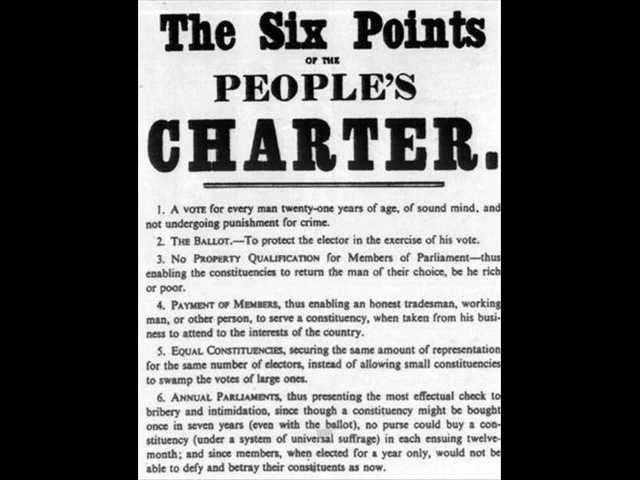 The Six Points
OF THE
PEOPLE'S
CHARTER.
1. A VOTE for every man twenty-one years of age, of sound mind, and
not undergoing punishment for crime.
2. THE BALLOT.—To protect the elector in the exercise of his vote.
3. NO PROPERTY QUALIFICATION for Members of Parliament—thus
enabling the constituencies to return the man of their choice, be he rich
or poor.
4. PAYMENT OF MEMBERS, thus enabling an honest tradesman, working
man, or other person, to serve a constituency, when taken from his busi-
ness to attend to the interests of the country.
5. EQUAL CONSTITUENCIES, securing the same amount of representation
for the same number of electors, instead of allowing small constituencies
to swamp the votes of large ones.
6. ANNUAL PARLIAMENTS, thus presenting the most effectual check to
bribery and intimidation, since though a constituency might be bought
once in seven years (even with the ballot), no purse could buy a con-
stituency (under a system of universal suffrage) in each ensuing twelve-
month; and since members, when elected for a year only, would not be
able to defy and betray their constituents as now.